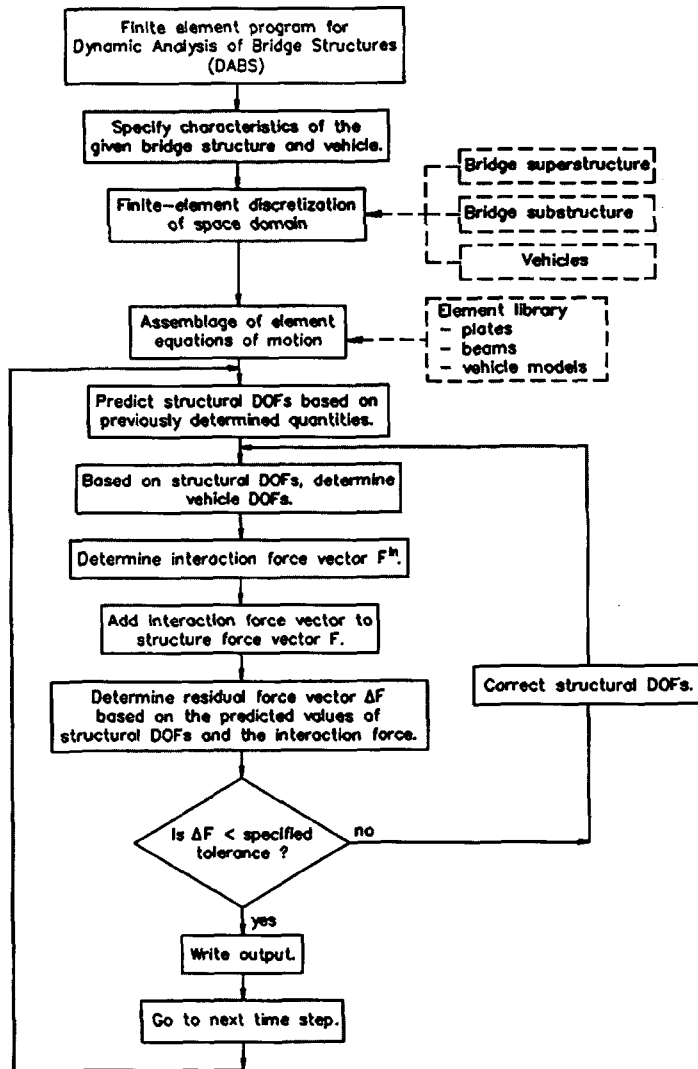 Finite element program for
Dynamic Analysis of Bridge Structures
(DABS)
Specify characteristics of the
given bridge structure and vehicle.
Finite-element discretization
of space domain
Bridge superstructure
Bridge substructure
Vehicles
Assemblage of element
equations of motion
Element library
- plates
- beams
- vehicle models
Predict structural DOFs based on
previously determined quantities.
Based on structural DOFs, determine
vehicle DOFs.
Determine interaction force vector F^in.
Add interaction force vector to
structure force vector F.
Determine residual force vector ΔF
based on the predicted values of
structural DOFs and the interaction force.
Correct structural DOFs.
Is ΔF < specified
tolerance ?
no
yes
Write output.
Go to next time step.